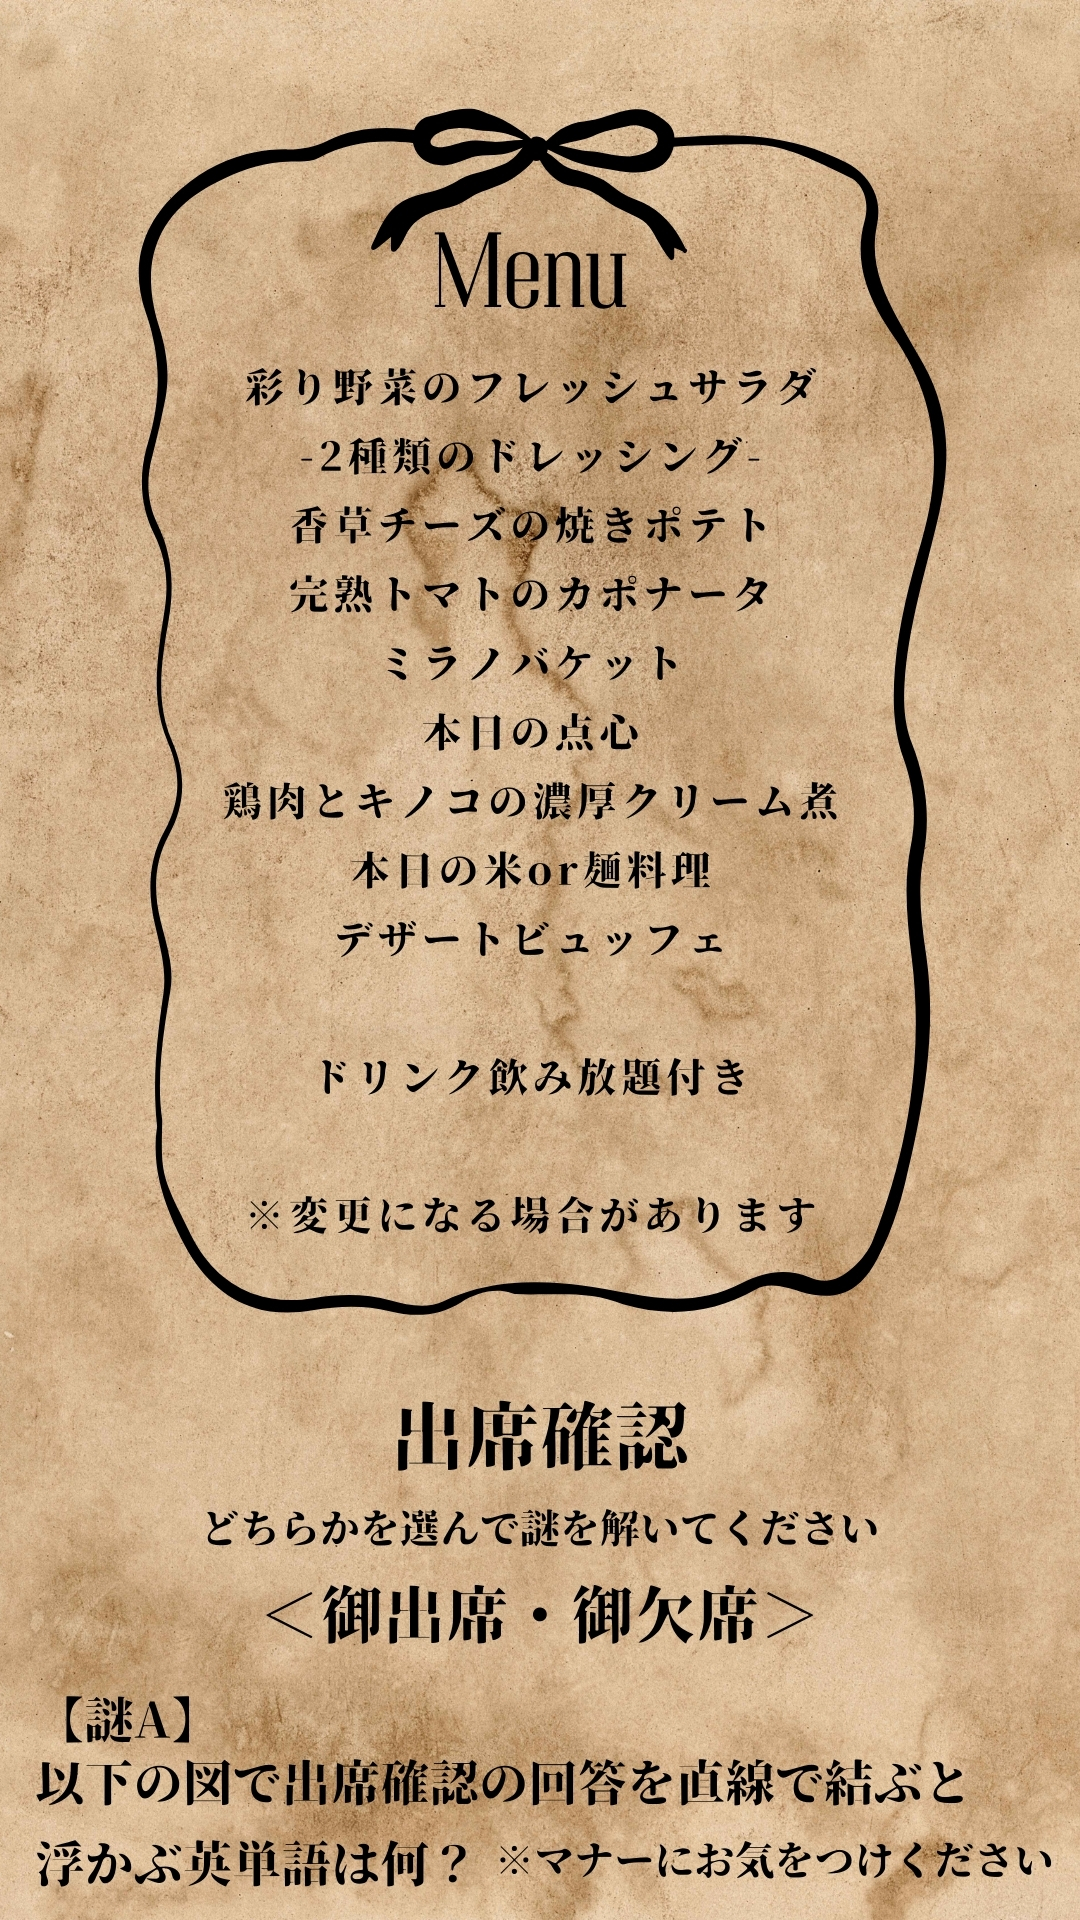 Menu
彩り野菜のフレッシュサラダ
-2種類のドレッシング-
香草チーズの焼きポテト
完熟トマトのカポナータ
ミラノバケット
本日の点心
鶏肉とキノコの濃厚クリーム煮
本日の米or麺料理
デザートビュッフェ
ドリンク飲み放題付き
※変更になる場合があります
出席確認
どちらかを選んで謎を解いてください
＜御出席・御欠席＞
【謎A】
以下の図で出席確認の回答を直線で結ぶと
浮かぶ英単語は何？ ※マナーにお気をつけください